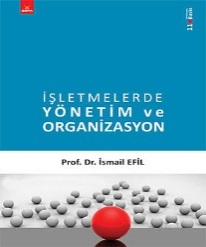 İŞLETMELERDE
YÖNETİM ve
ORGANİZASYON
Prof. Dr. İsmail EFİL